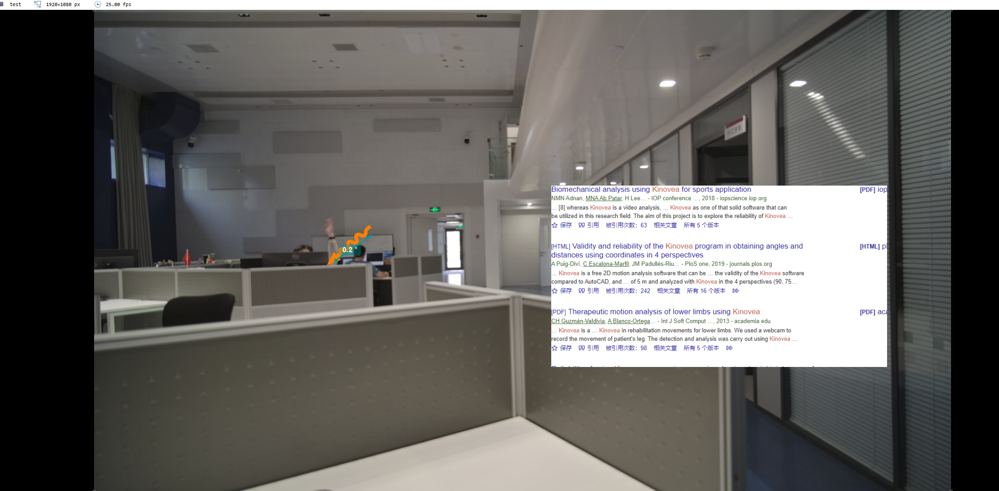 test 1920×1080 px 25.00 fps
0.2 °
Biomechanical analysis using Kinovea for sports application [PDF] iop
NMN Adnan, MNA Ab Patar, H Lee… - IOP conference …, 2018 - iopscience.iop.org
… [8] whereas Kinovea is a video analysis, … Kinovea as one of that solid software that can
be utilized in this research field. The aim of this project is to explore the reliability of Kinovea …
保存 引用 被引用次数：63 相关文章 所有 5 个版本
[HTML] Validity and reliability of the Kinovea program in obtaining angles and [HTML] pl
distances using coordinates in 4 perspectives
A Puig-Diví, C Escalona-Marfil, JM Padullés-Riu… - PloS one, 2019 - journals.plos.org
… Kinovea is a free 2D motion analysis software that can be … the validity of the Kinovea software
compared to AutoCAD, and … of 5 m and analyzed with Kinovea in the 4 perspectives (90, 75…
保存 引用 被引用次数：242 相关文章 所有 16 个版本
[PDF] Therapeutic motion analysis of lower limbs using Kinovea [PDF] aca
CH Guzmán-Valdivia, A Blanco-Ortega… - Int J Soft Comput …, 2013 - academia.edu
… Kinovea is a … Kinovea in rehabilitation movements for lower limbs. We used a webcam to
record the movement of patient's leg. The detection and analysis was carry out using Kinovea …
保存 引用 被引用次数：98 相关文章 所有 5 个版本